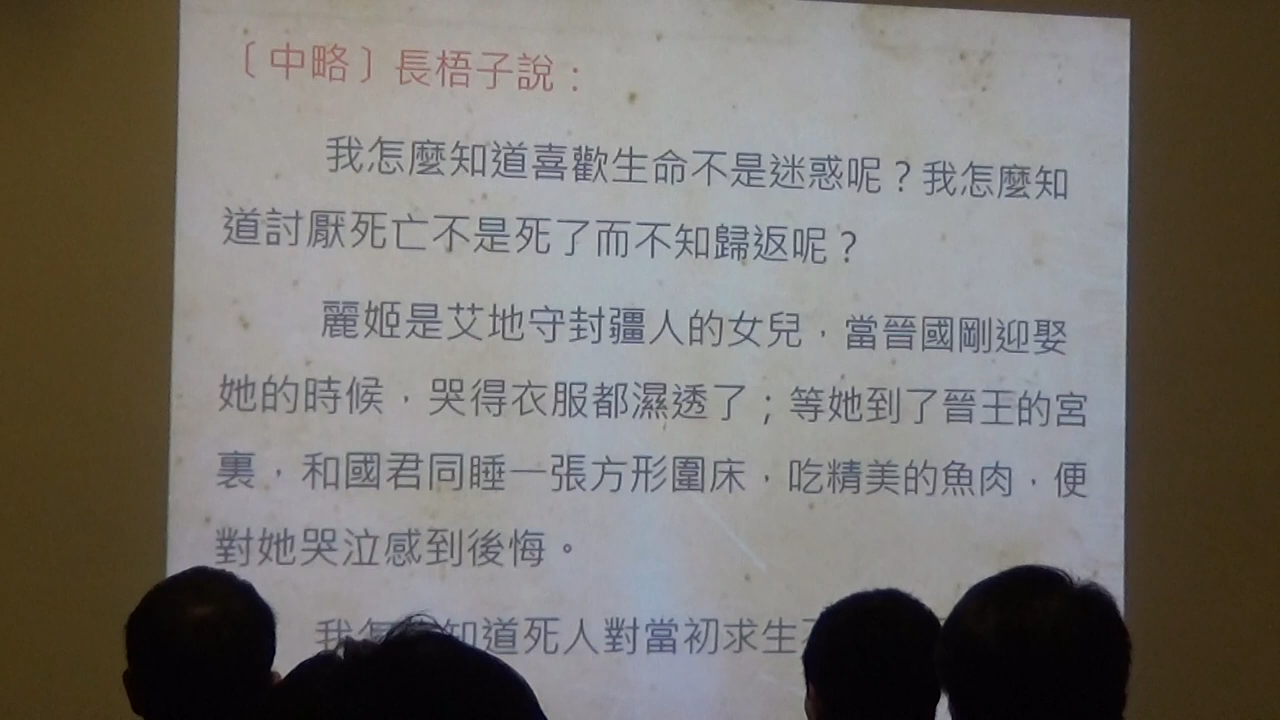 〔中略〕長梧子說：
我怎麼知道喜歡生命不是迷惑呢？我怎麼知
道討厭死亡不是死了而不知歸返呢？
麗姬是艾地守封疆人的女兒，當晉國剛迎娶
她的時候，哭得衣服都濕透了；等她到了晉王的宮
裏，和國君同睡一張方形圍床，吃精美的魚肉，便
對她哭泣感到後悔。
我怎 知道死人對當初求生